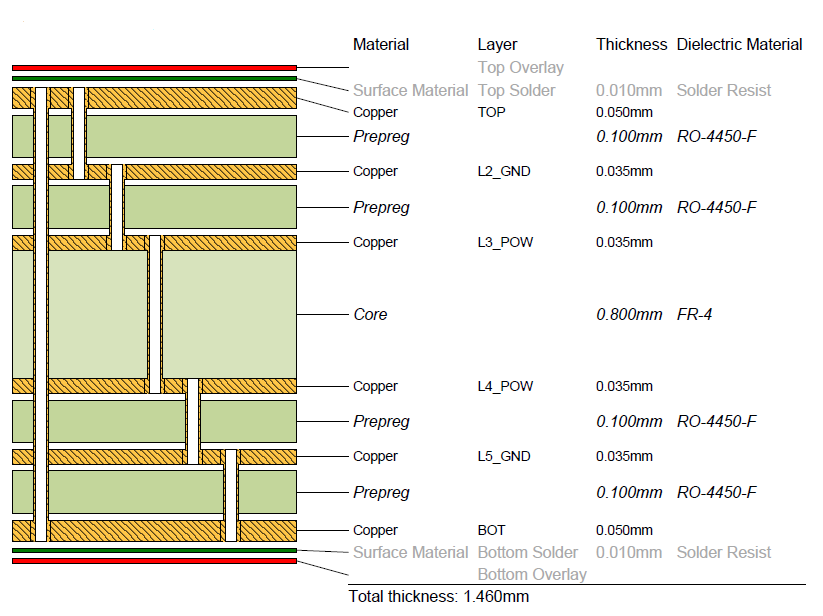 Material Layer Thickness Dielectric Material
Top Overlay
Surface Material Top Solder 0.010mm Solder Resist
Copper TOP 0.050mm
Prepreg 0.100mm RO-4450-F
Copper L2_GND 0.035mm
Prepreg 0.100mm RO-4450-F
Copper L3_POW 0.035mm
Core 0.800mm FR-4
Copper L4_POW 0.035mm
Prepreg 0.100mm RO-4450-F
Copper L5_GND 0.035mm
Prepreg 0.100mm RO-4450-F
Copper BOT 0.050mm
Surface Material Bottom Solder 0.010mm Solder Resist
Bottom Overlay
Total thickness: 1.460mm